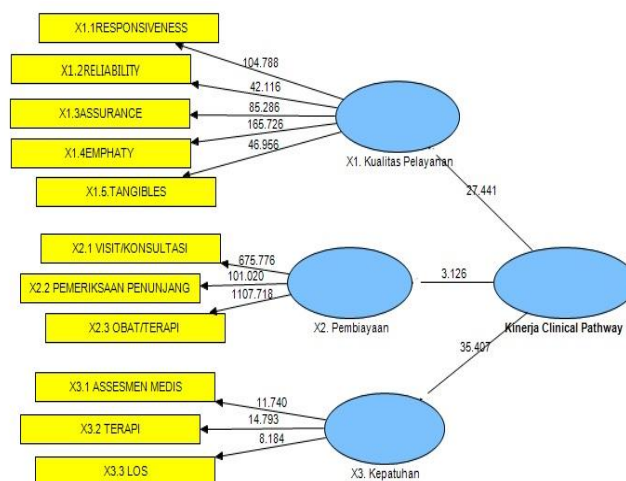 X1.1RESPONSIVENESS
104.788
X1.2RELIABILITY
42.116
X1.3ASSURANCE
85.286
X1.4EMPHATY
165.726
X1.5.TANGIBLES
46.956
X1. Kualitas Pelayanan
27.441
X2.1 VISIT/KONSULTASI
675.776
X2.2 PEMERIKSAAN PENUNJANG
101.020
X2.3 OBAT/TERAPI
1107.718
X2. Pembiayaan
3.126
Kinerja Clinical Pathway
35.407
X3.1 ASSESMEN MEDIS
11.740
X3.2 TERAPI
14.793
X3.3 LOS
8.184
X3. Kepatuhan